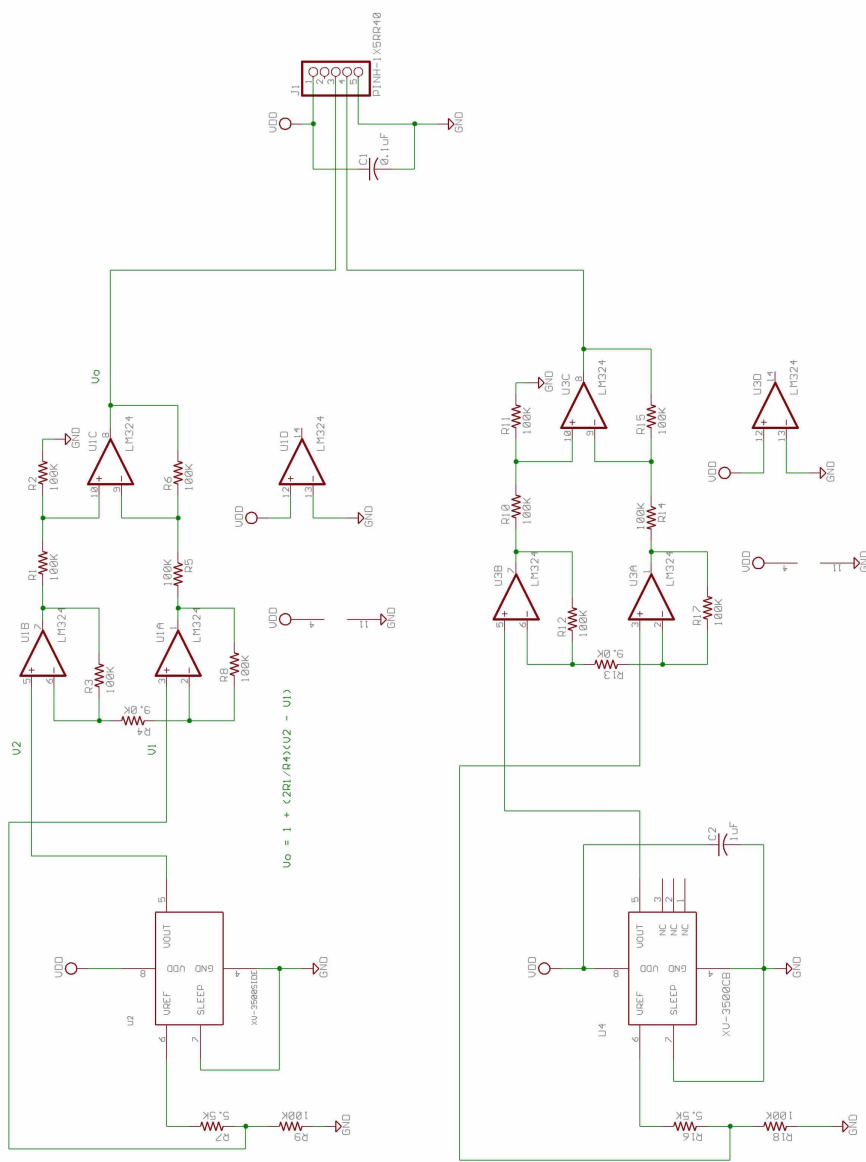 J1
PINH-1X5RR40
1
2
3
4
5
VDD
C1
0.1uF
GND
Vo
R2
100K
GND
U1C
LM324
10
9
8
R6
100K
R1
100K
R5
100K
U1D
LM324
12
13
14
VDD
GND
U1B
LM324
5
6
7
R3
100K
R4
9.0K
U1A
LM324
3
2
1
R8
100K
VDD
4
11
GND
V2
V1
Vo = 1 + (2R1/R4)(V2 - V1)
U2
XV-3500SIDE
VOUT
VDD
GND
VREF
SLEEP
5
8
4
6
7
VDD
GND
R7
5.5K
R9
100K
GND
R11
100K
GND
U3C
LM324
10
9
8
R15
100K
R10
100K
R14
100K
U3D
LM324
12
13
14
VDD
GND
U3B
LM324
5
6
7
R12
100K
R13
9.0K
U3A
LM324
3
2
1
R17
100K
VDD
4
11
GND
C2
1uF
U4
XV-3500CB
VOUT
NC
NC
NC
VDD
GND
VREF
SLEEP
5
3
2
1
8
4
6
7
VDD
GND
R16
5.5K
R18
100K
GND